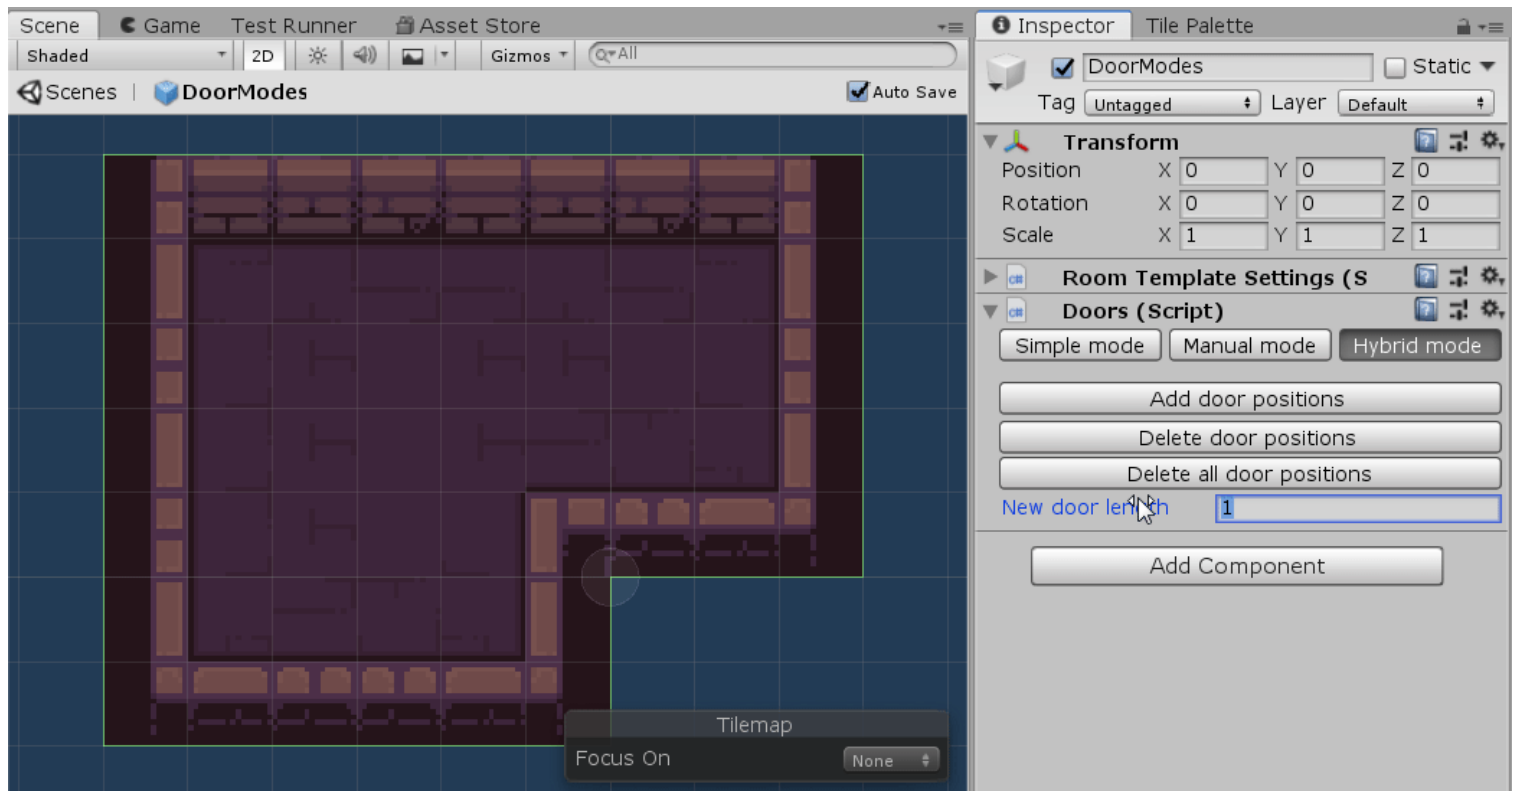 Scene Game Test Runner Asset Store
Shaded 2D Gizmos All
Scenes | DoorModes Auto Save
Tilemap
Focus On None
Inspector Tile Palette
DoorModes Static
Tag Untagged Layer Default
Transform
Position X 0 Y 0 Z 0
Rotation X 0 Y 0 Z 0
Scale X 1 Y 1 Z 1
Room Template Settings (S
Doors (Script)
Simple mode Manual mode Hybrid mode
Add door positions
Delete door positions
Delete all door positions
New door length 1
Add Component